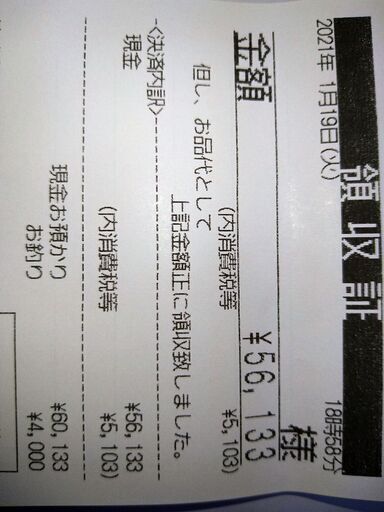 領収証
2021年 1月19日(火) 18時58分
様
金額 ¥56,133
(内消費税等 ¥5,103)
但し、お品代として
上記金額正に領収致しました。
<決済内訳>
現金 ¥56,133
(内消費税等 ¥5,103)
現金お預かり ¥60,133
お釣り ¥4,000